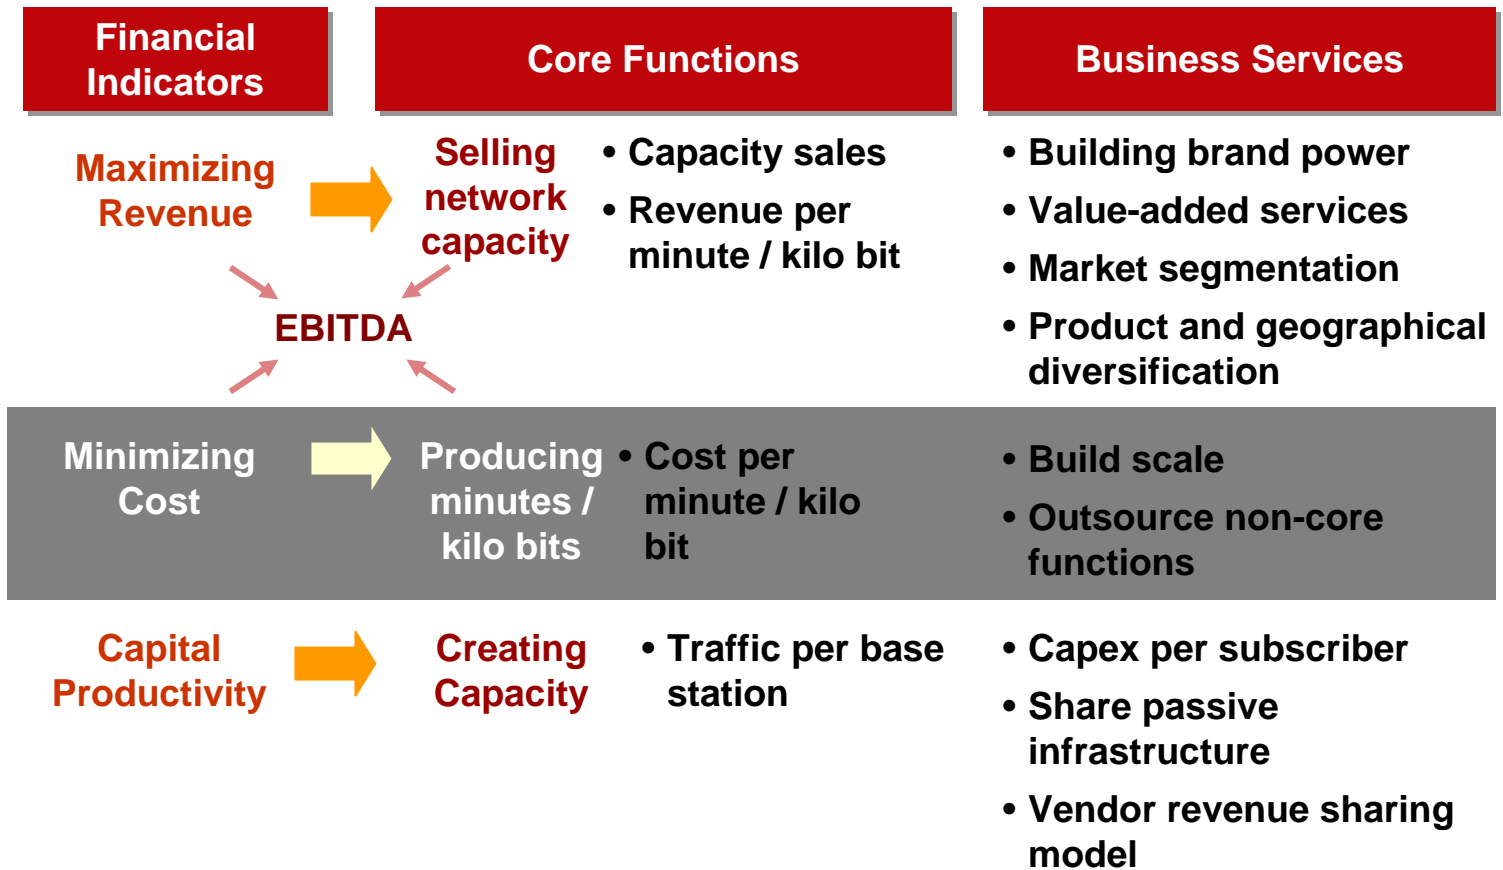 Financial
Indicators
Core Functions
Business Services
Maximizing
Revenue
Selling
network
capacity
• Capacity sales
• Revenue per
minute / kilo bit
• Building brand power
• Value-added services
• Market segmentation
• Product and geographical
diversification
EBITDA
Minimizing
Cost
Producing
minutes /
kilo bits
• Cost per
minute / kilo
bit
• Build scale
• Outsource non-core
functions
Capital
Productivity
Creating
Capacity
• Traffic per base
station
• Capex per subscriber
• Share passive
infrastructure
• Vendor revenue sharing
model